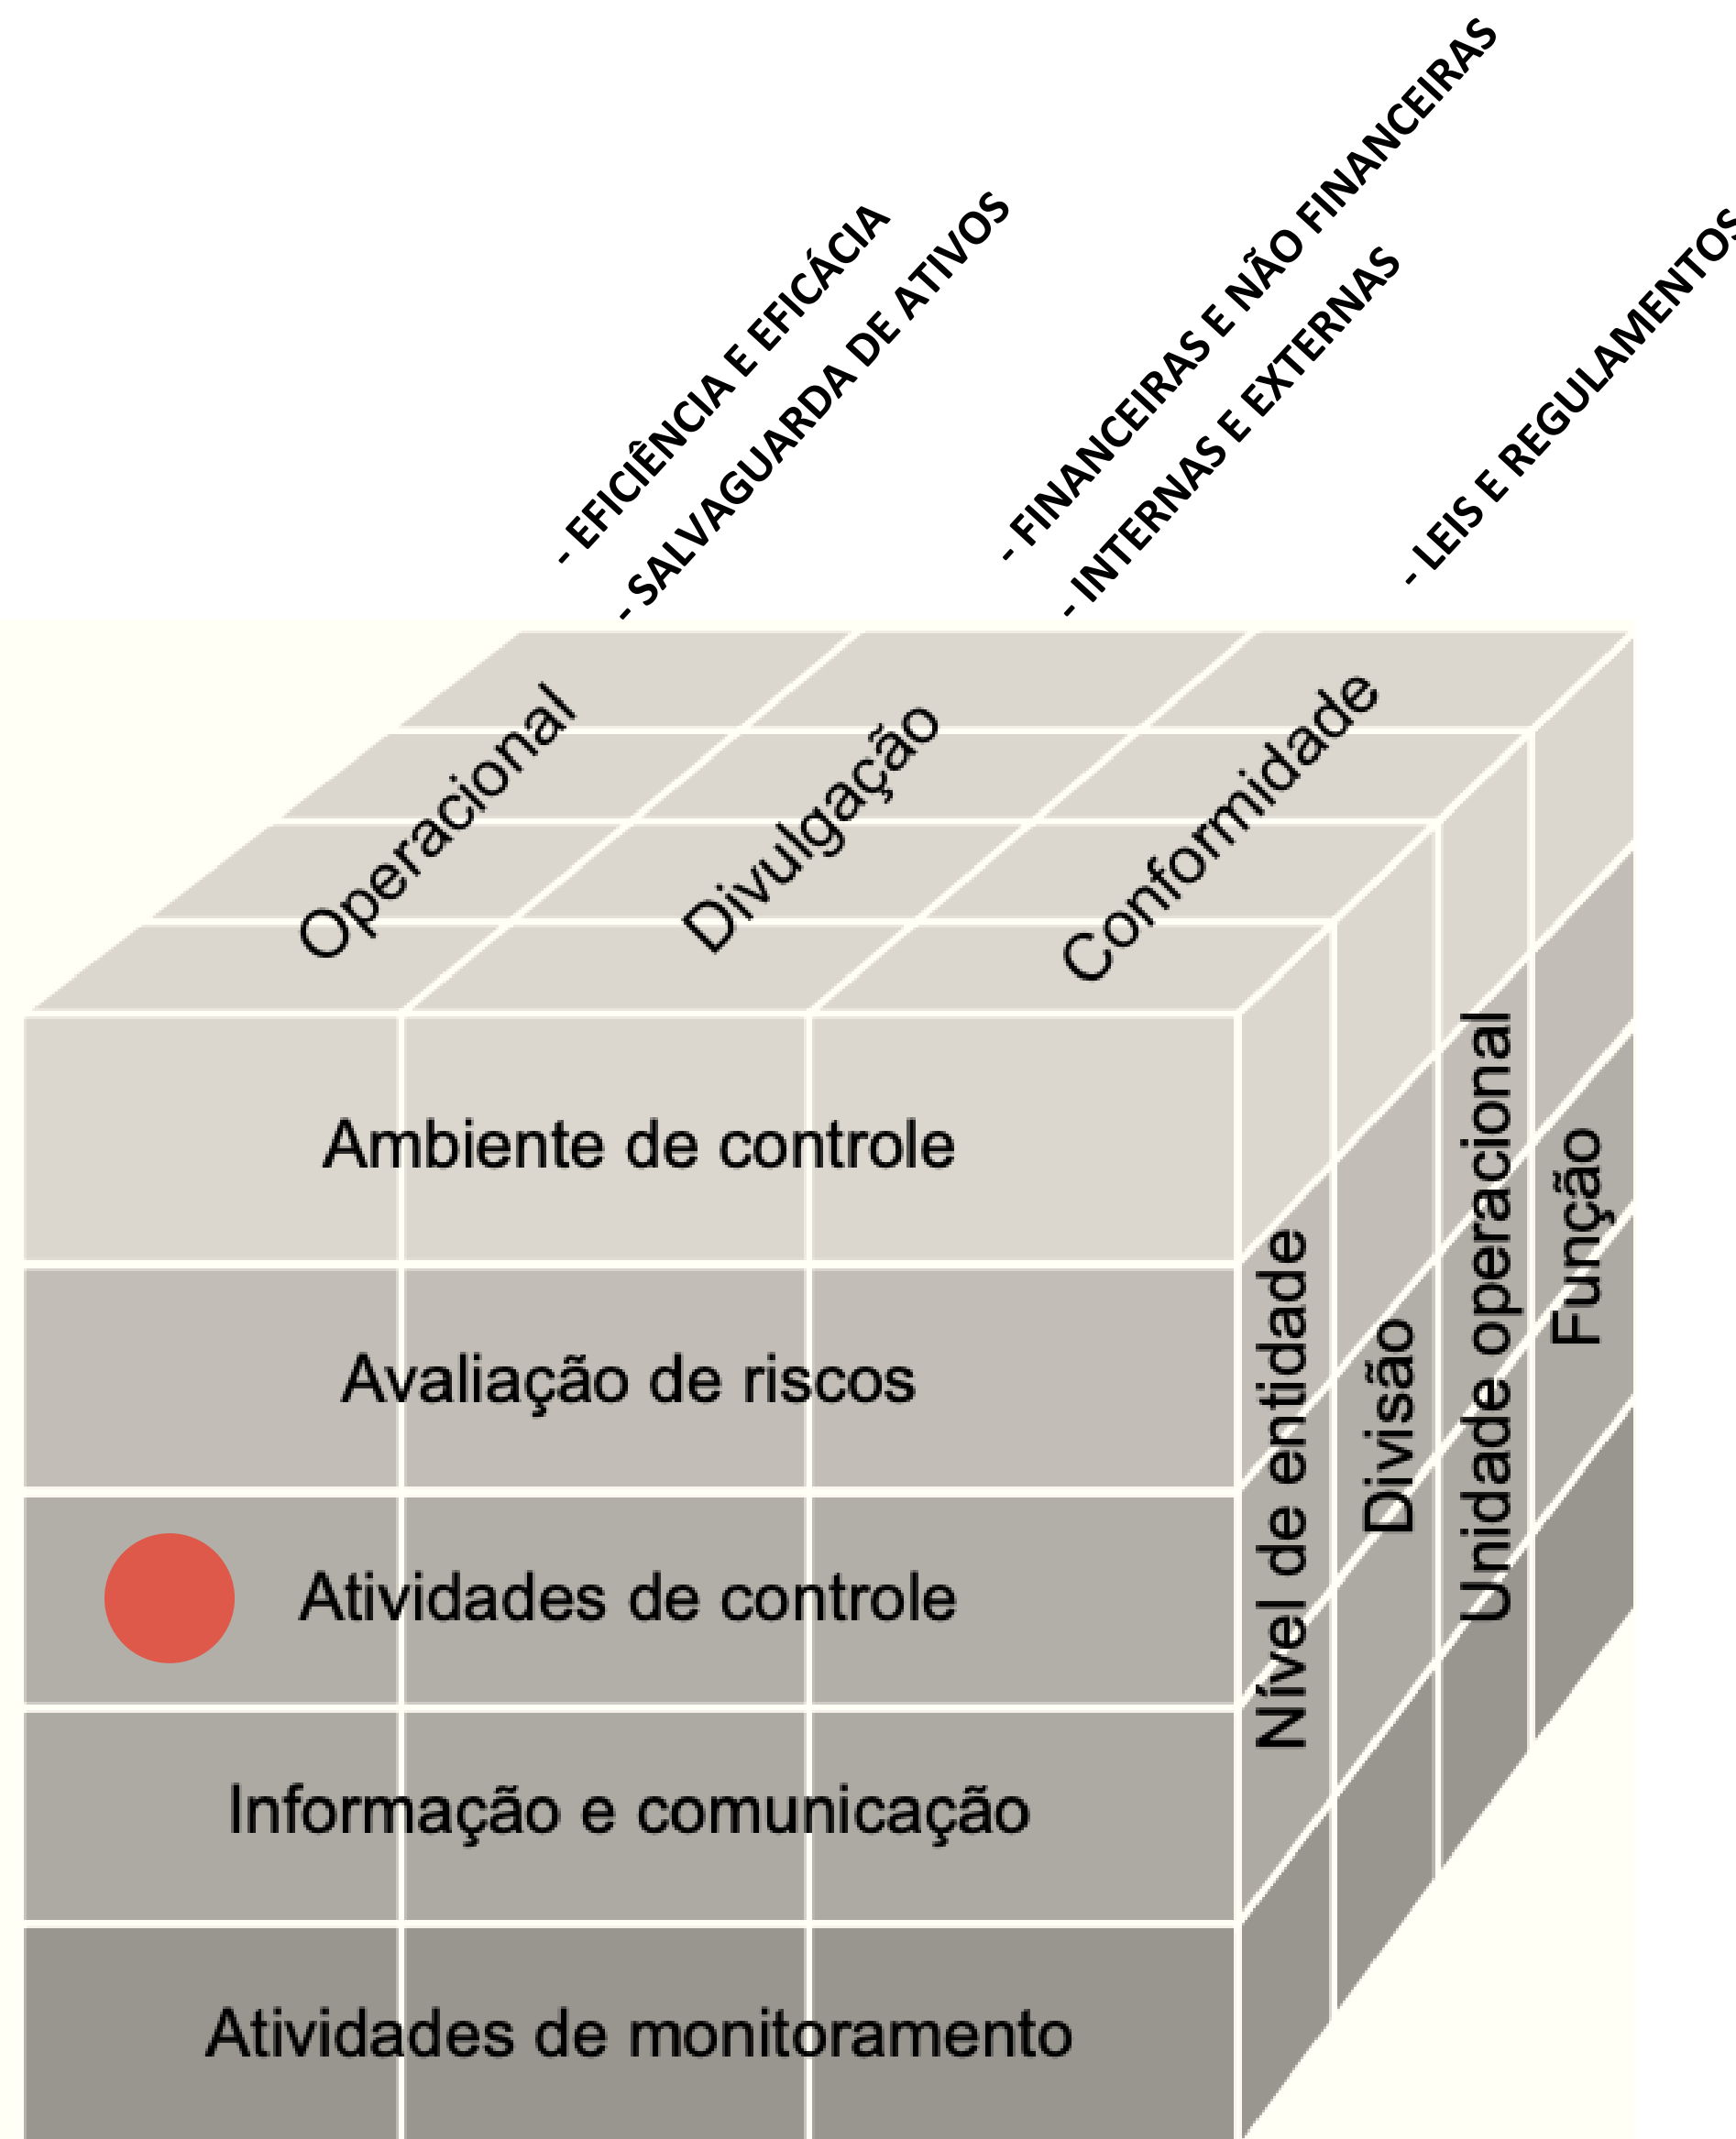 - EFICIÊNCIA E EFICÁCIA
- SALVAGUARDA DE ATIVOS
- FINANCEIRAS E NÃO FINANCEIRAS
- INTERNAS E EXTERNAS
- LEIS E REGULAMENTOS
Operacional
Divulgação
Conformidade
Ambiente de controle
Avaliação de riscos
Atividades de controle
Informação e comunicação
Atividades de monitoramento
Nível de entidade
Divisão
Unidade operacional
Função